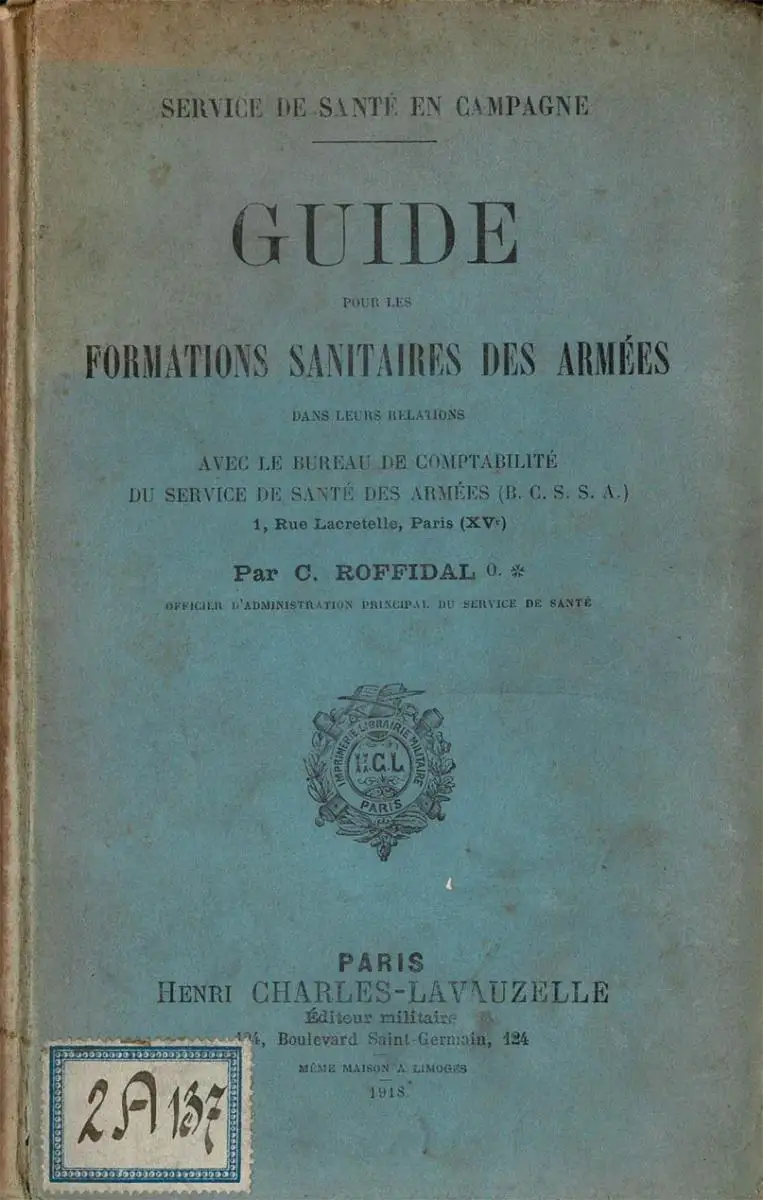 SERVICE DE SANTÉ EN CAMPAGNE
GUIDE
POUR LES
FORMATIONS SANITAIRES DES ARMÉES
DANS LEURS RELATIONS
AVEC LE BUREAU DE COMPTABILITÉ
DU SERVICE DE SANTÉ DES ARMÉES (B. C. S. S. A.)
1, Rue Lacretelle, Paris (XVe)
Par C. ROFFIDAL O. ✻
OFFICIER D'ADMINISTRATION PRINCIPAL DU SERVICE DE SANTÉ
IMPRIMERIE LIBRAIRIE MILITAIRE
H.C.L
PARIS
PARIS
HENRI CHARLES-LAVAUZELLE
Éditeur militaire
124, Boulevard Saint-Germain, 124
MÊME MAISON A LIMOGES
1918
2A137